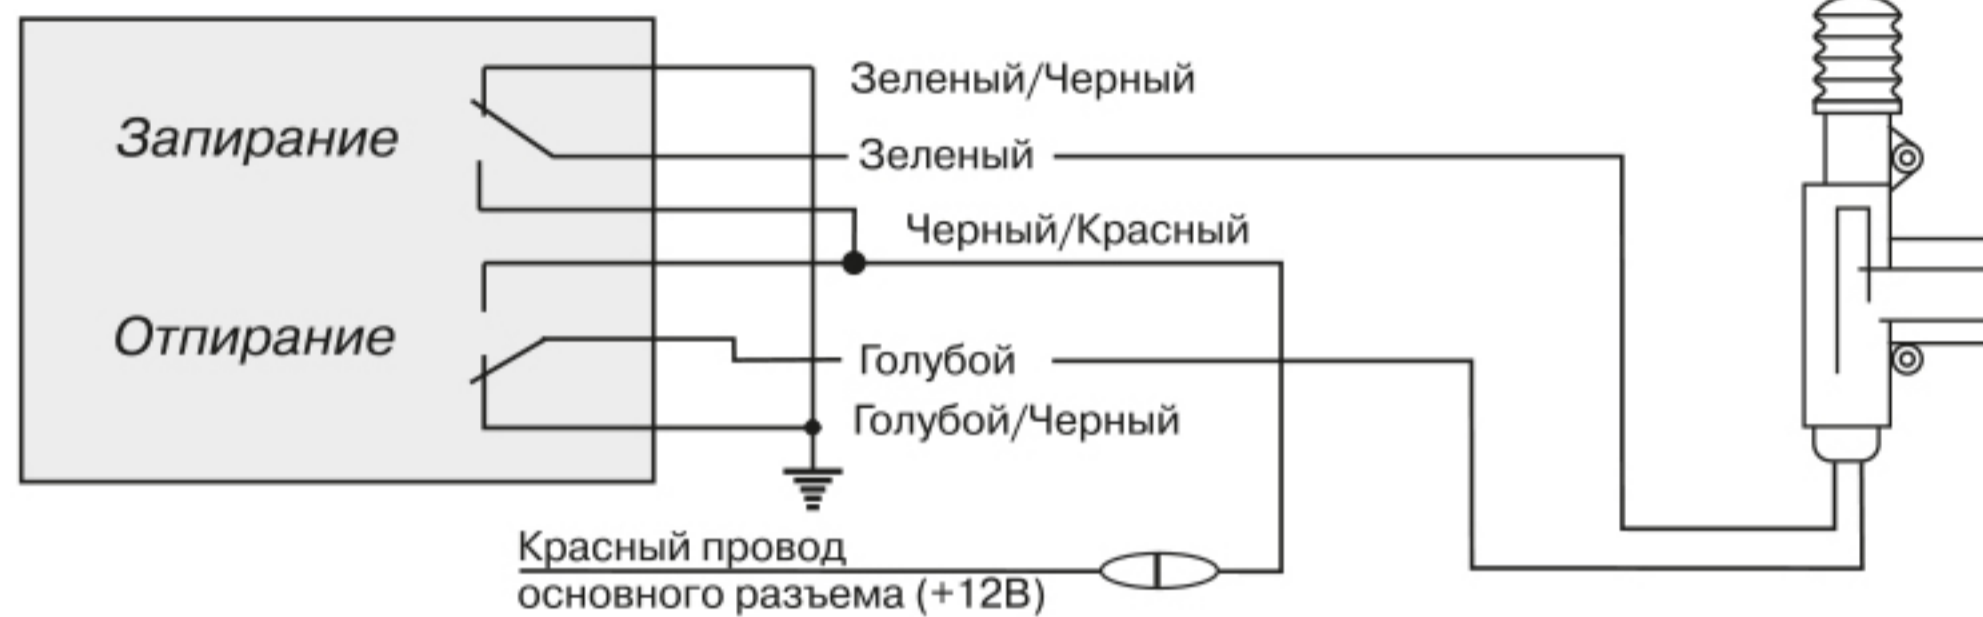 Зеленый/Черный
Запирание
Зеленый
Черный/Красный
Отпирание
Голубой
Голубой/Черный
Красный провод
основного разъема (+12В)